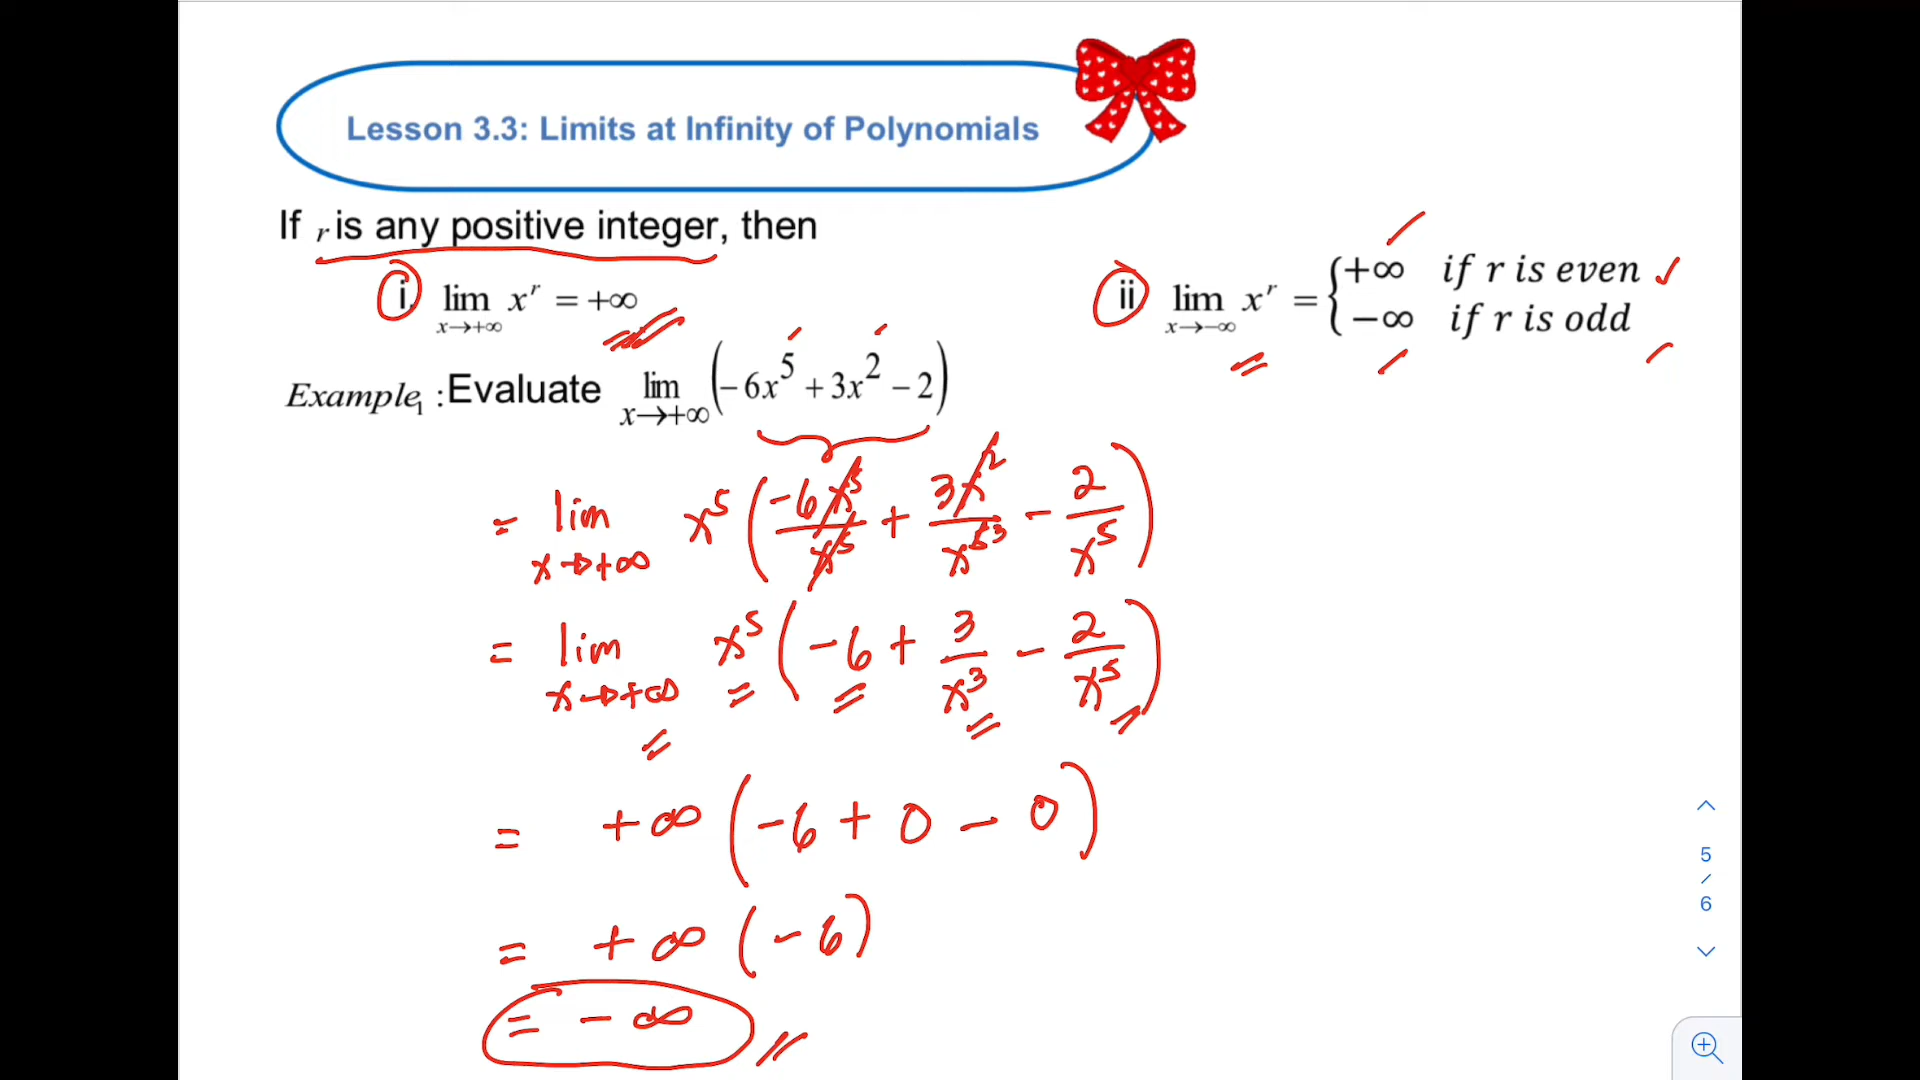 Lesson 3.3: Limits at Infinity of Polynomials
If r is any positive integer, then
i. lim x→+∞ x^r = +∞
ii lim x→−∞ x^r = { +∞ if r is even
−∞ if r is odd
Example1 : Evaluate lim x→+∞ (−6x^5 + 3x^2 − 2)
= lim x→+∞ x^5 (−6x^5/x^5 + 3x^2/x^5 3 − 2/x^5)
= lim x→+∞ x^5 (−6 + 3/x^3 − 2/x^5)
= +∞ (−6 + 0 − 0)
= +∞ (−6)
= −∞
5
/
6